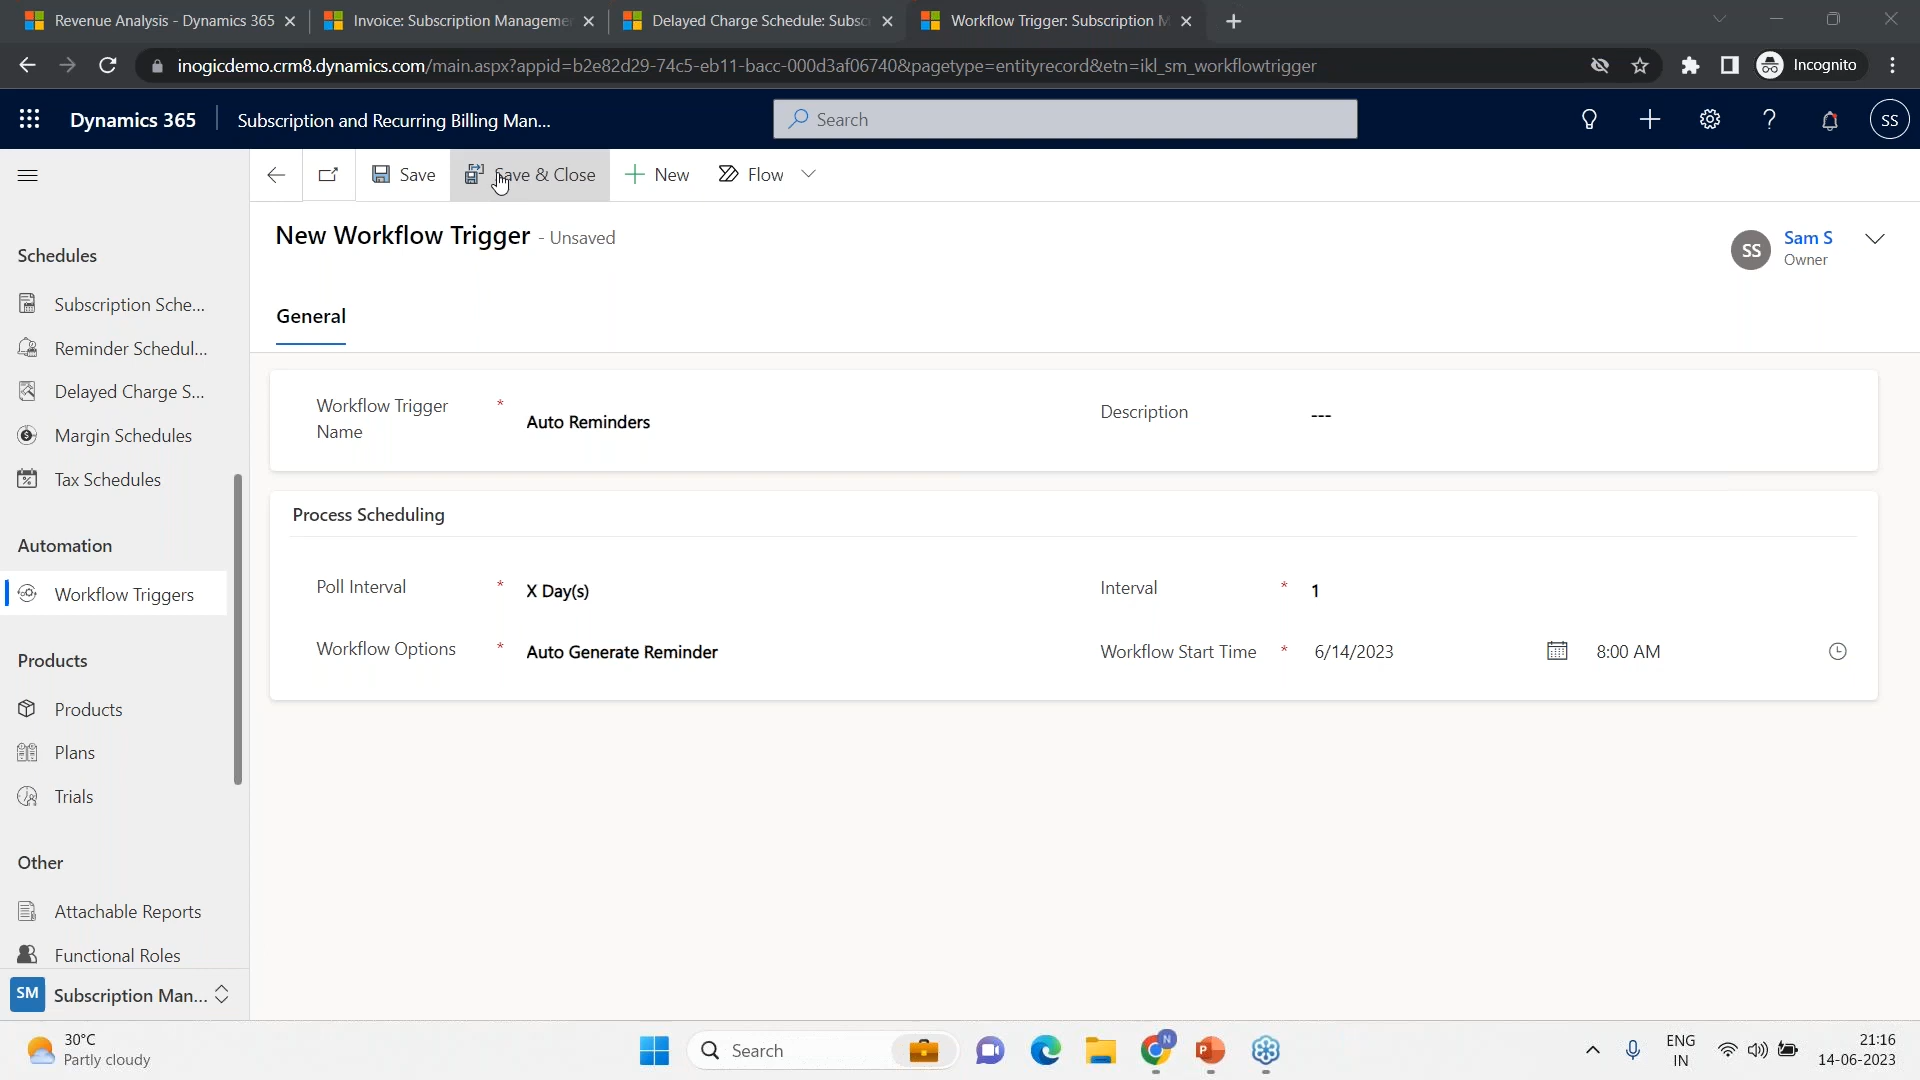 Revenue Analysis - Dynamics 365
Invoice: Subscription Manageme
Delayed Charge Schedule: Subsc
Workflow Trigger: Subscription M
inogicdemo.crm8.dynamics.com/main.aspx?appid=b2e82d29-74c5-eb11-bacc-000d3af06740&pagetype=entityrecord&etn=ikl_sm_workflowtrigger
Incognito
Dynamics 365
Subscription and Recurring Billing Man...
Search
SS
Save
Save & Close
New
Flow
New Workflow Trigger - Unsaved
SS
Sam S
Owner
General
Schedules
Subscription Sche...
Reminder Schedul...
Delayed Charge S...
Margin Schedules
Tax Schedules
Automation
Workflow Triggers
Products
Products
Plans
Trials
Other
Attachable Reports
Functional Roles
SM
Subscription Man...
Workflow Trigger
Name
*
Auto Reminders
Description
---
Process Scheduling
Poll Interval * X Day(s)
Interval * 1
Workflow Options * Auto Generate Reminder
Workflow Start Time * 6/14/2023 8:00 AM
30°C
Partly cloudy
Search
N
P
ENG
IN
21:16
14-06-2023